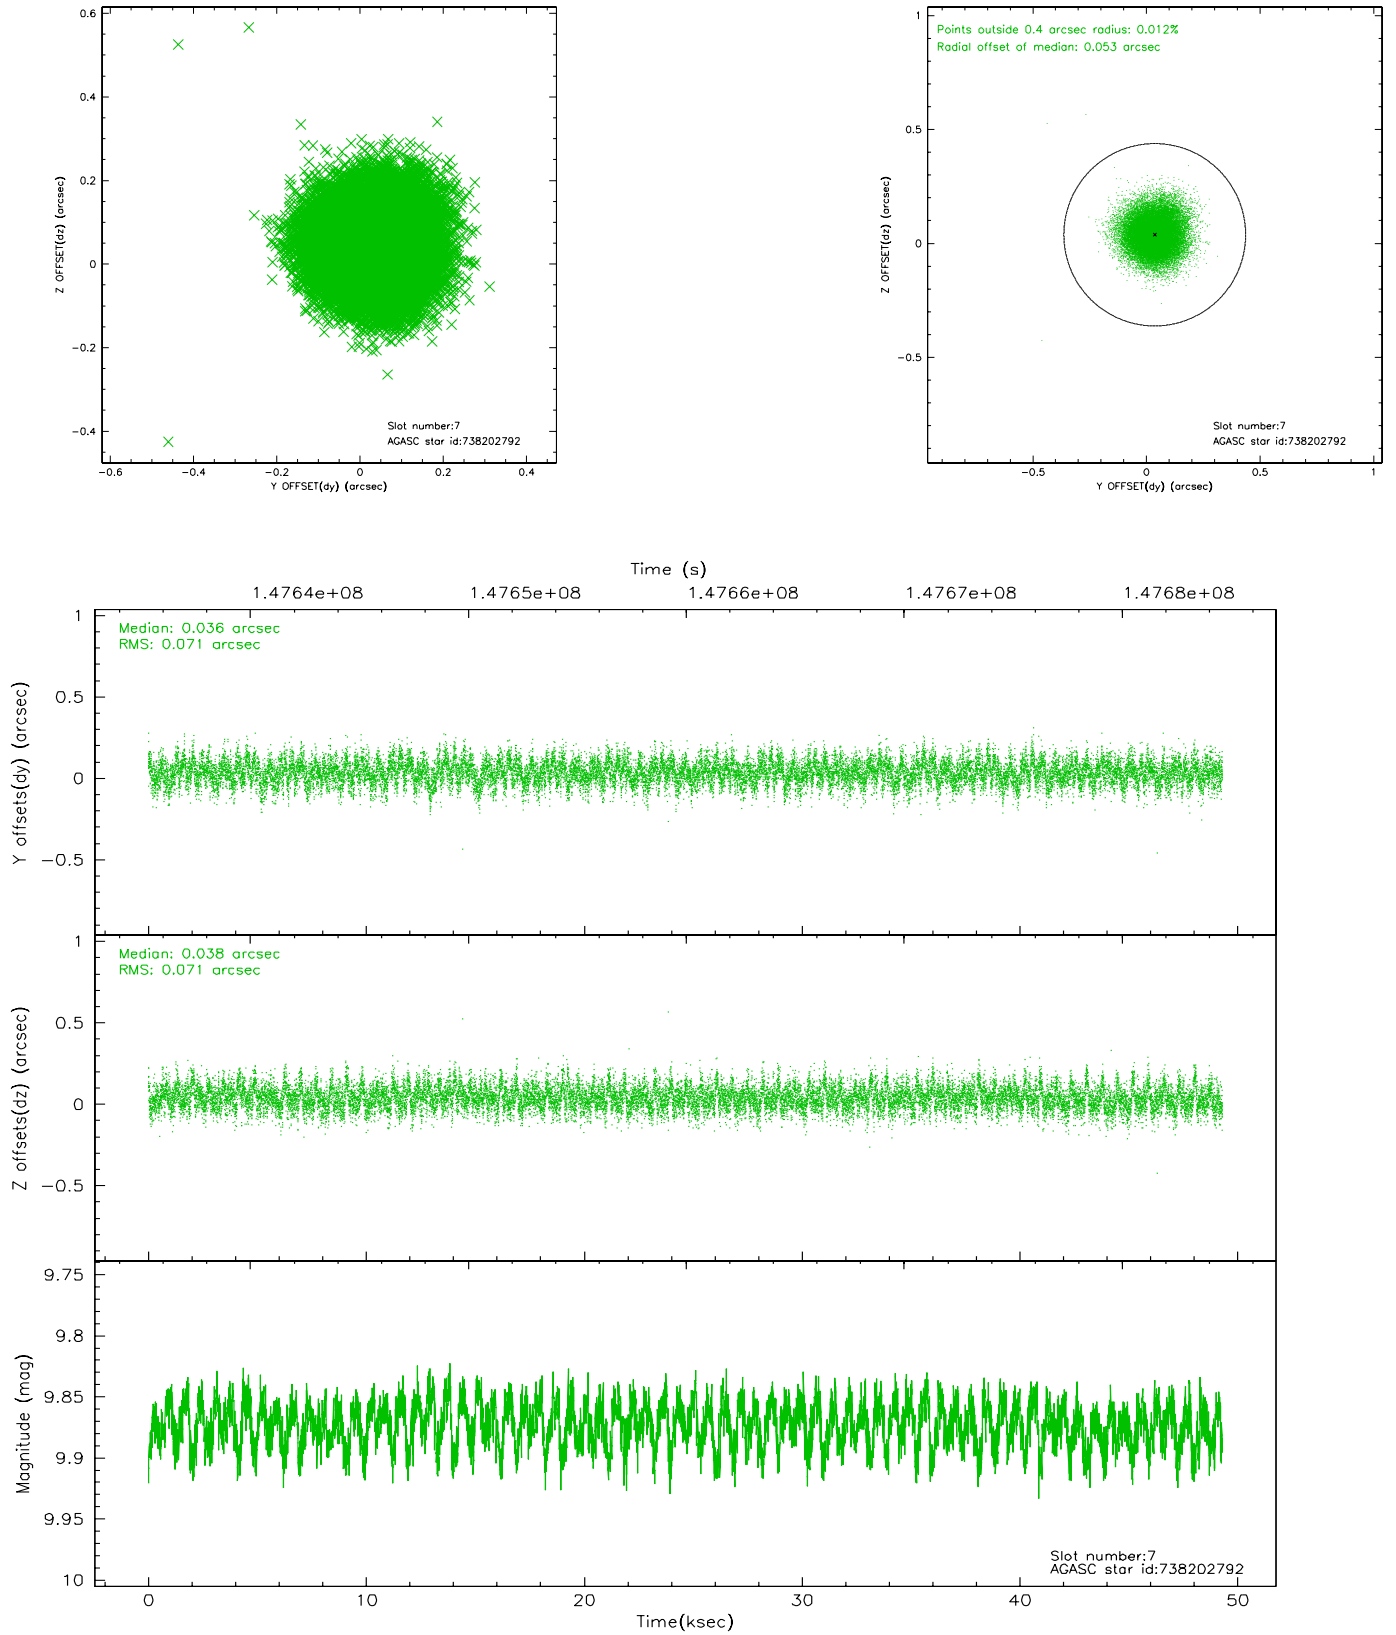 0.6
0.4
0.2
0
−0.2
−0.4
Z OFFSET(dz) (arcsec)
−0.6 −0.4 −0.2 0 0.2 0.4
Y OFFSET(dy) (arcsec)
Slot number:7
AGASC star id:738202792
Points outside 0.4 arcsec radius: 0.012%
Radial offset of median: 0.053 arcsec
1
0.5
0
−0.5
Z OFFSET(dz) (arcsec)
−0.5 0 0.5 1
Y OFFSET(dy) (arcsec)
Slot number:7
AGASC star id:738202792
Time (s)
1.4764e+08 1.4765e+08 1.4766e+08 1.4767e+08 1.4768e+08
Median: 0.036 arcsec
RMS: 0.071 arcsec
1
0.5
0
−0.5
Y offsets(dy) (arcsec)
Median: 0.038 arcsec
RMS: 0.071 arcsec
1
0.5
0
−0.5
Z offsets(dz) (arcsec)
9.75
9.8
9.85
9.9
9.95
10
Magnitude (mag)
Slot number:7
AGASC star id:738202792
0 10 20 30 40 50
Time(ksec)